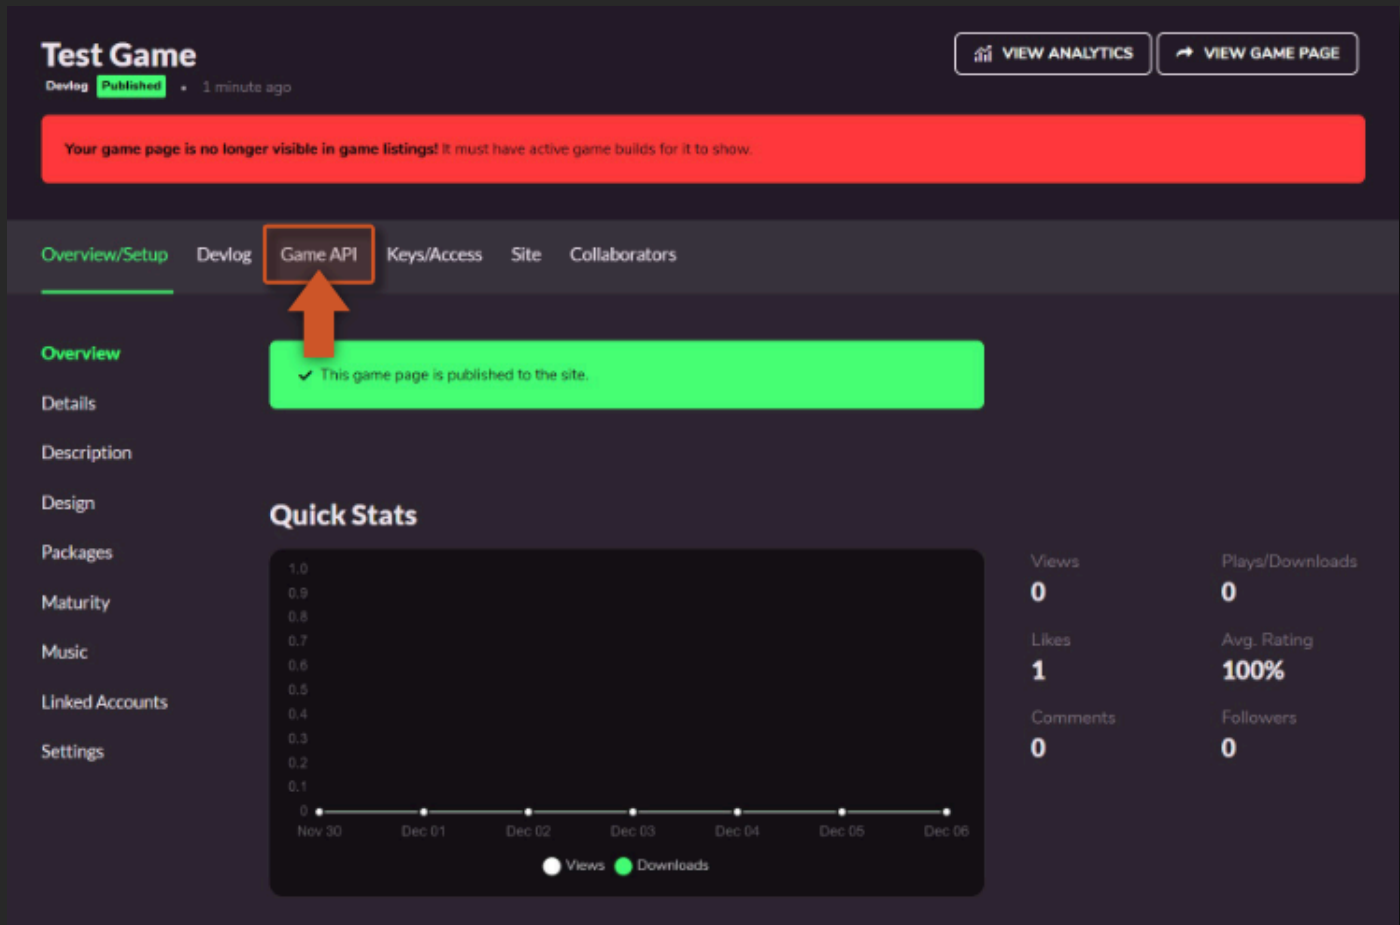 Test Game
VIEW ANALYTICS
VIEW GAME PAGE
Devlog Published • 1 minute ago
Your game page is no longer visible in game listings! It must have active game builds for it to show.
Overview/Setup Devlog Game API Keys/Access Site Collaborators
Overview
Details
Description
Design
Packages
Maturity
Music
Linked Accounts
Settings
This game page is published to the site.
Quick Stats
1.0
0.9
0.8
0.7
0.6
0.5
0.4
0.3
0.2
0.1
0
Nov 30 Dec 01 Dec 02 Dec 03 Dec 04 Dec 05 Dec 06
Views Downloads
Views Plays/Downloads
0 0
Likes Avg. Rating
1 100%
Comments Followers
0 0